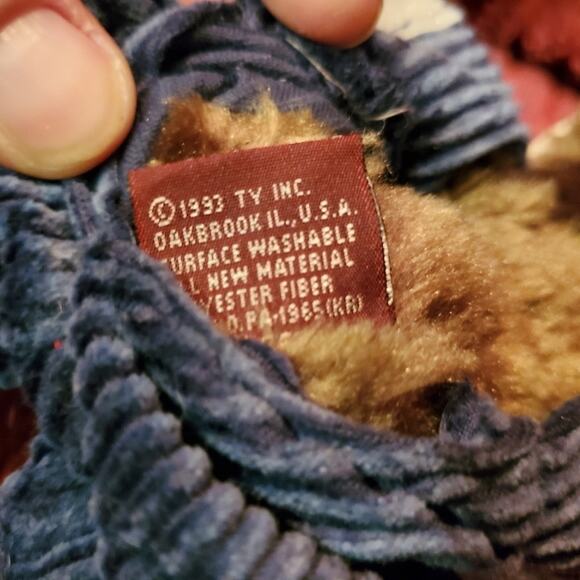 © 1993 TY INC.
OAKBROOK IL., U.S.A.
URFACE WASHABLE
L NEW MATERIAL
YESTER FIBER
D. PA-1965 (KR)